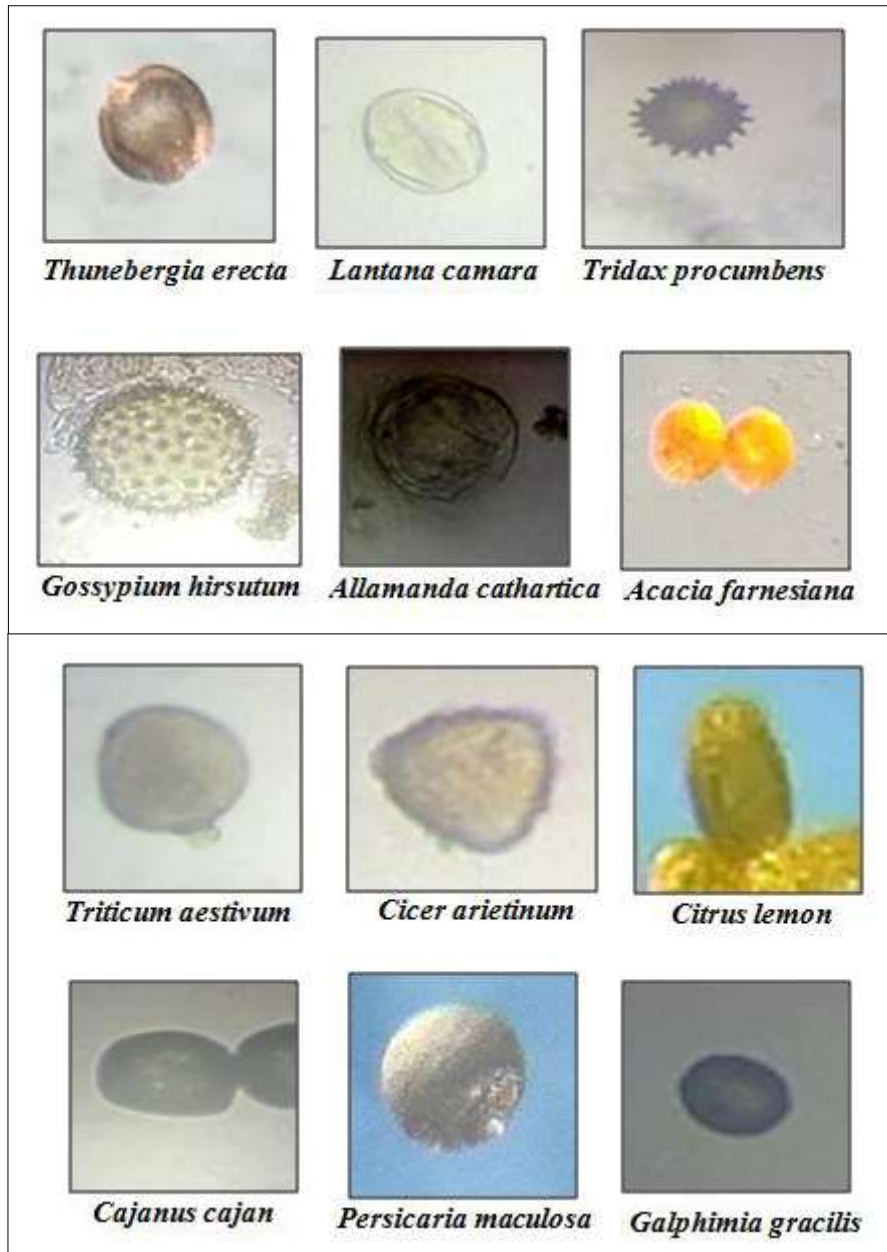 Thunebergia erecta
Lantana camara
Tridax procumbens
Gossypium hirsutum
Allamanda cathartica
Acacia farnesiana
Triticum aestivum
Cicer arietinum
Citrus lemon
Cajanus cajan
Persicaria maculosa
Galphimia gracilis